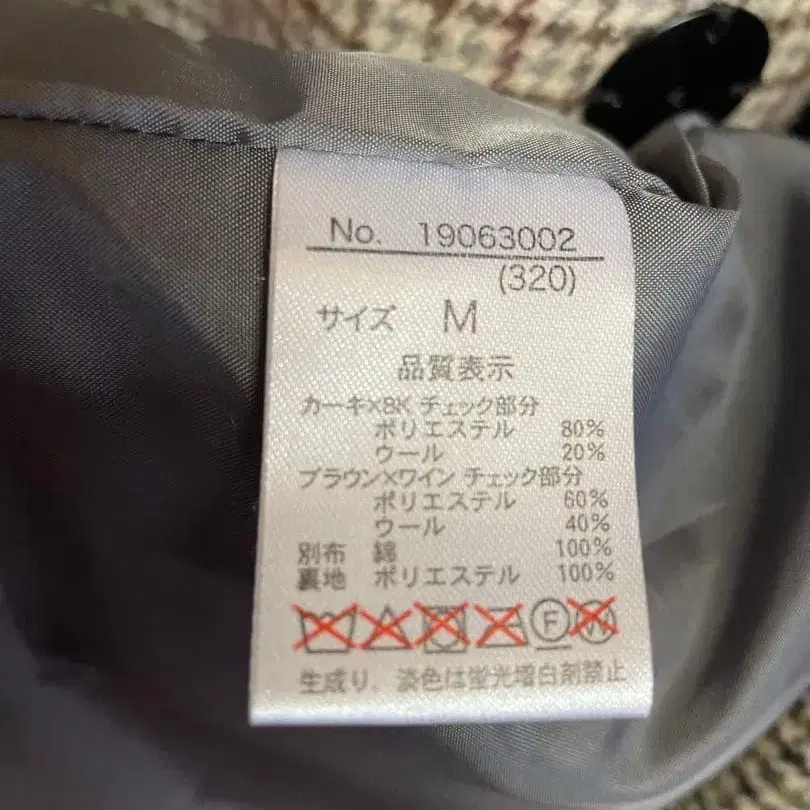 No. 19063002
(320)
サイズ M
品質表示
カーキ×BK チェック部分
ポリエステル 80%
ウール 20%
ブラウン×ワイン チェック部分
ポリエステル 60%
ウール 40%
別布 綿 100%
裏地 ポリエステル 100%
F W
生成り、淡色は蛍光増白剤禁止